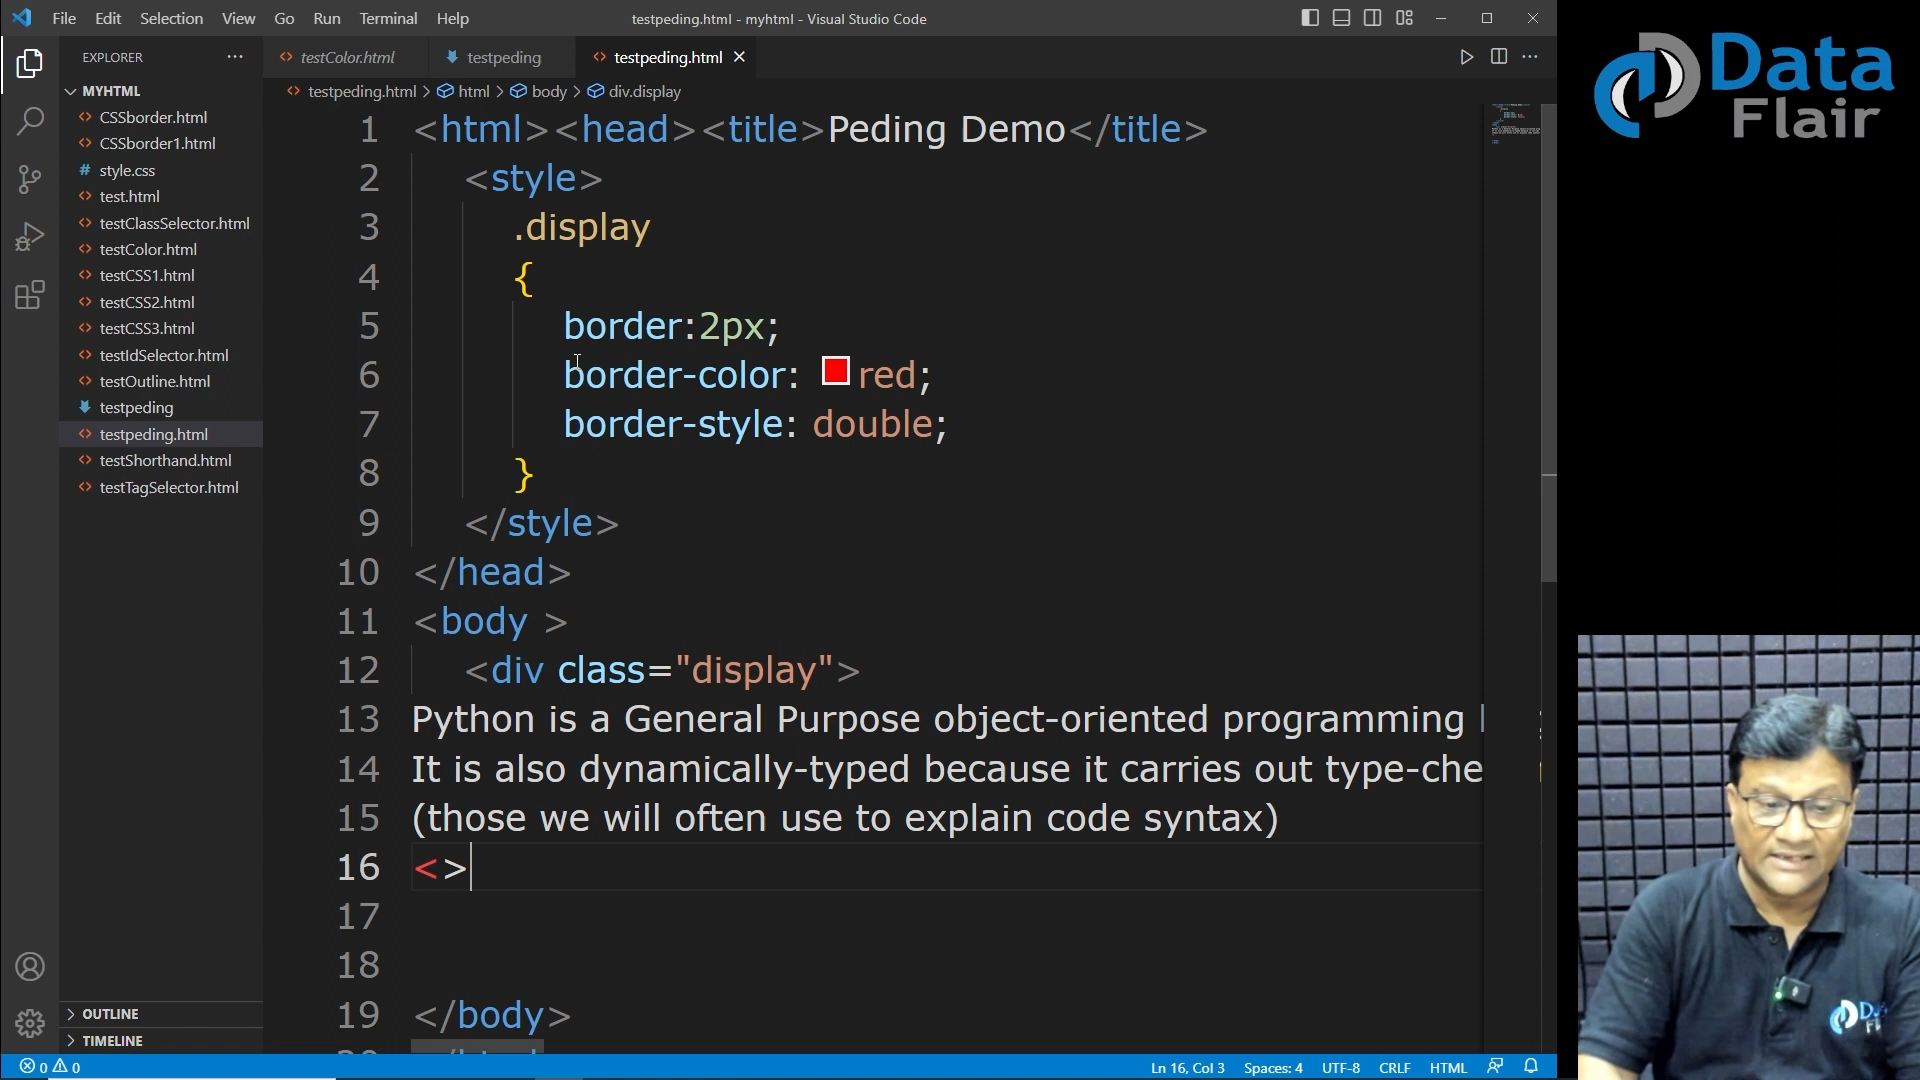 File Edit Selection View Go Run Terminal Help
testpeding.html - myhtml - Visual Studio Code
EXPLORER
MYHTML
CSSborder.html
CSSborder1.html
# style.css
test.html
testClassSelector.html
testColor.html
testCSS1.html
testCSS2.html
testCSS3.html
testIdSelector.html
testOutline.html
testpeding
testpeding.html
testShorthand.html
testTagSelector.html
OUTLINE
TIMELINE
testColor.html testpeding testpeding.html
testpeding.html > html > body > div.display
1 <html><head><title>Peding Demo</title>
2 <style>
3 .display
4 {
5 border:2px;
6 border-color: red;
7 border-style: double;
8 }
9 </style>
10 </head>
11 <body >
12 <div class="display">
13 Python is a General Purpose object-oriented programming
14 It is also dynamically-typed because it carries out type-che
15 (those we will often use to explain code syntax)
16 <>
17
18
19 </body>
0 0
Ln 16, Col 3 Spaces: 4 UTF-8 CRLF HTML
Data
Flair